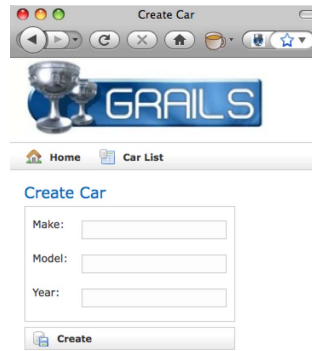 Create Car
GRAILS
Home Car List
Create Car
Make:
Model:
Year:
Create